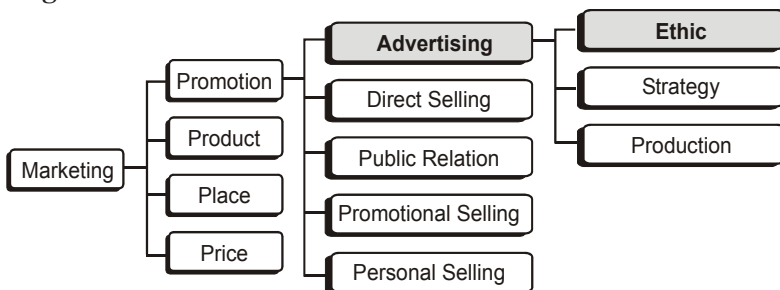 Marketing
Promotion
Product
Place
Price
Advertising
Direct Selling
Public Relation
Promotional Selling
Personal Selling
Ethic
Strategy
Production